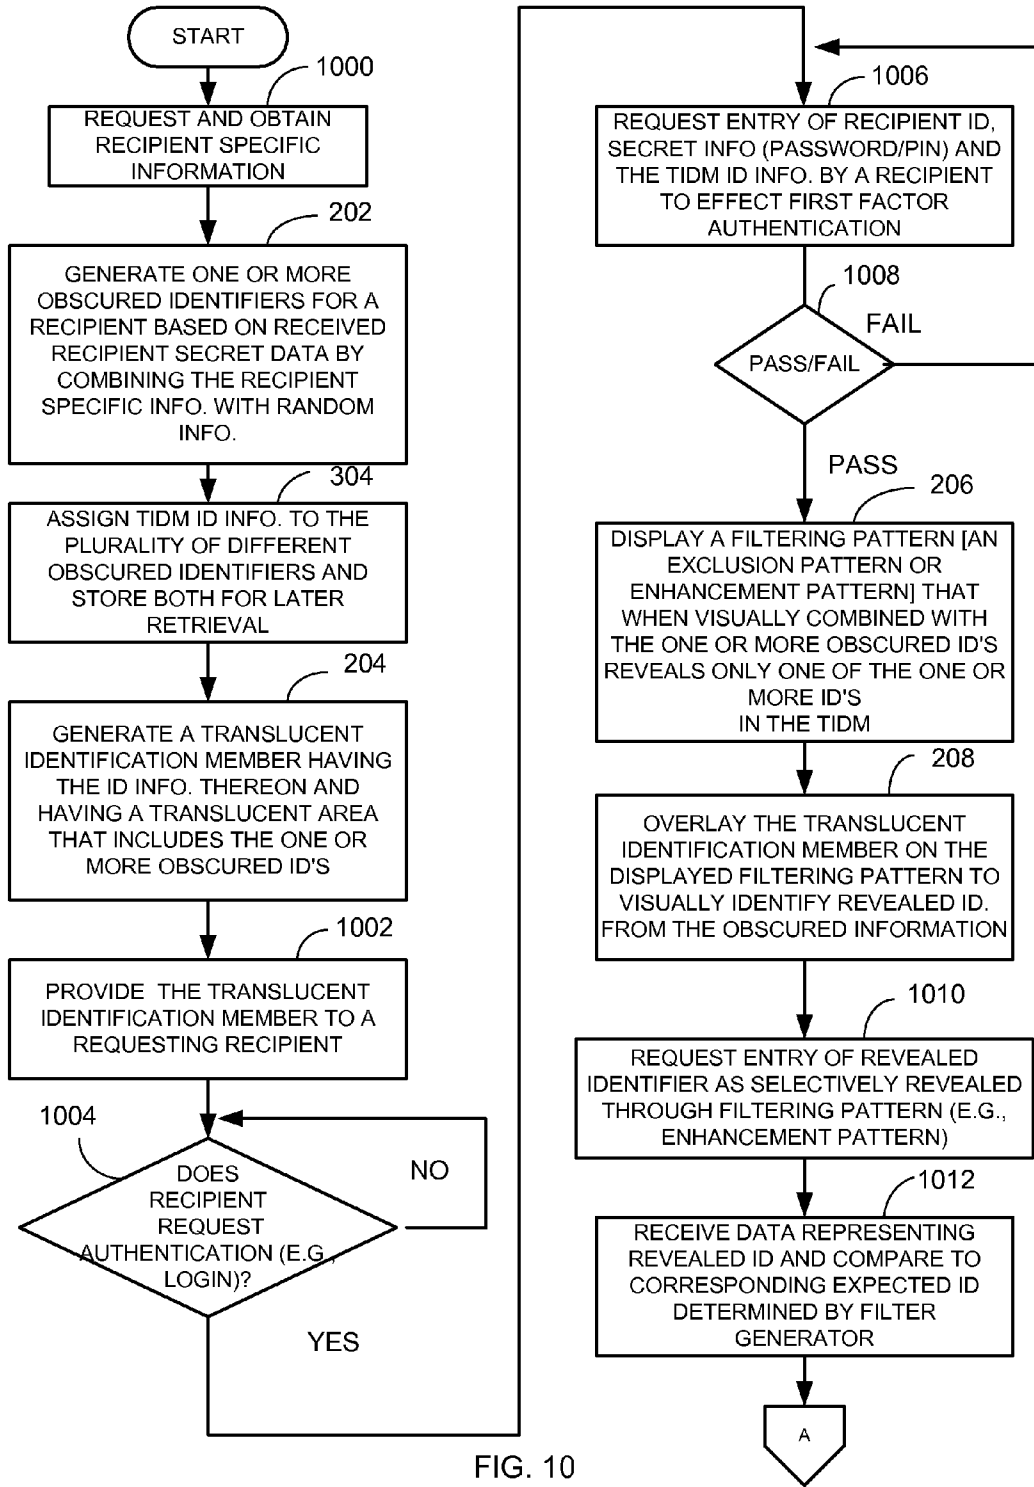 START
1000
REQUEST AND OBTAIN
RECIPIENT SPECIFIC
INFORMATION
202
GENERATE ONE OR MORE
OBSCURED IDENTIFIERS FOR A
RECIPIENT BASED ON RECEIVED
RECIPIENT SECRET DATA BY
COMBINING THE RECIPIENT
SPECIFIC INFO. WITH RANDOM
INFO.
304
ASSIGN TIDM ID INFO. TO THE
PLURALITY OF DIFFERENT
OBSCURED IDENTIFIERS AND
STORE BOTH FOR LATER
RETRIEVAL
204
GENERATE A TRANSLUCENT
IDENTIFICATION MEMBER HAVING
THE ID INFO. THEREON AND
HAVING A TRANSLUCENT AREA
THAT INCLUDES THE ONE OR
MORE OBSCURED ID'S
1002
PROVIDE THE TRANSLUCENT
IDENTIFICATION MEMBER TO A
REQUESTING RECIPIENT
1004
DOES
RECIPIENT
REQUEST
AUTHENTICATION (E.G.,
LOGIN)?
NO
YES
1006
REQUEST ENTRY OF RECIPIENT ID,
SECRET INFO (PASSWORD/PIN) AND
THE TIDM ID INFO. BY A RECIPIENT
TO EFFECT FIRST FACTOR
AUTHENTICATION
1008
FAIL
PASS/FAIL
PASS
206
DISPLAY A FILTERING PATTERN [AN
EXCLUSION PATTERN OR
ENHANCEMENT PATTERN] THAT
WHEN VISUALLY COMBINED WITH
THE ONE OR MORE OBSCURED ID'S
REVEALS ONLY ONE OF THE ONE OR
MORE ID'S
IN THE TIDM
208
OVERLAY THE TRANSLUCENT
IDENTIFICATION MEMBER ON THE
DISPLAYED FILTERING PATTERN TO
VISUALLY IDENTIFY REVEALED ID.
FROM THE OBSCURED INFORMATION
1010
REQUEST ENTRY OF REVEALED
IDENTIFIER AS SELECTIVELY REVEALED
THROUGH FILTERING PATTERN (E.G.,
ENHANCEMENT PATTERN)
1012
RECEIVE DATA REPRESENTING
REVEALED ID AND COMPARE TO
CORRESPONDING EXPECTED ID
DETERMINED BY FILTER
GENERATOR
A
FIG. 10